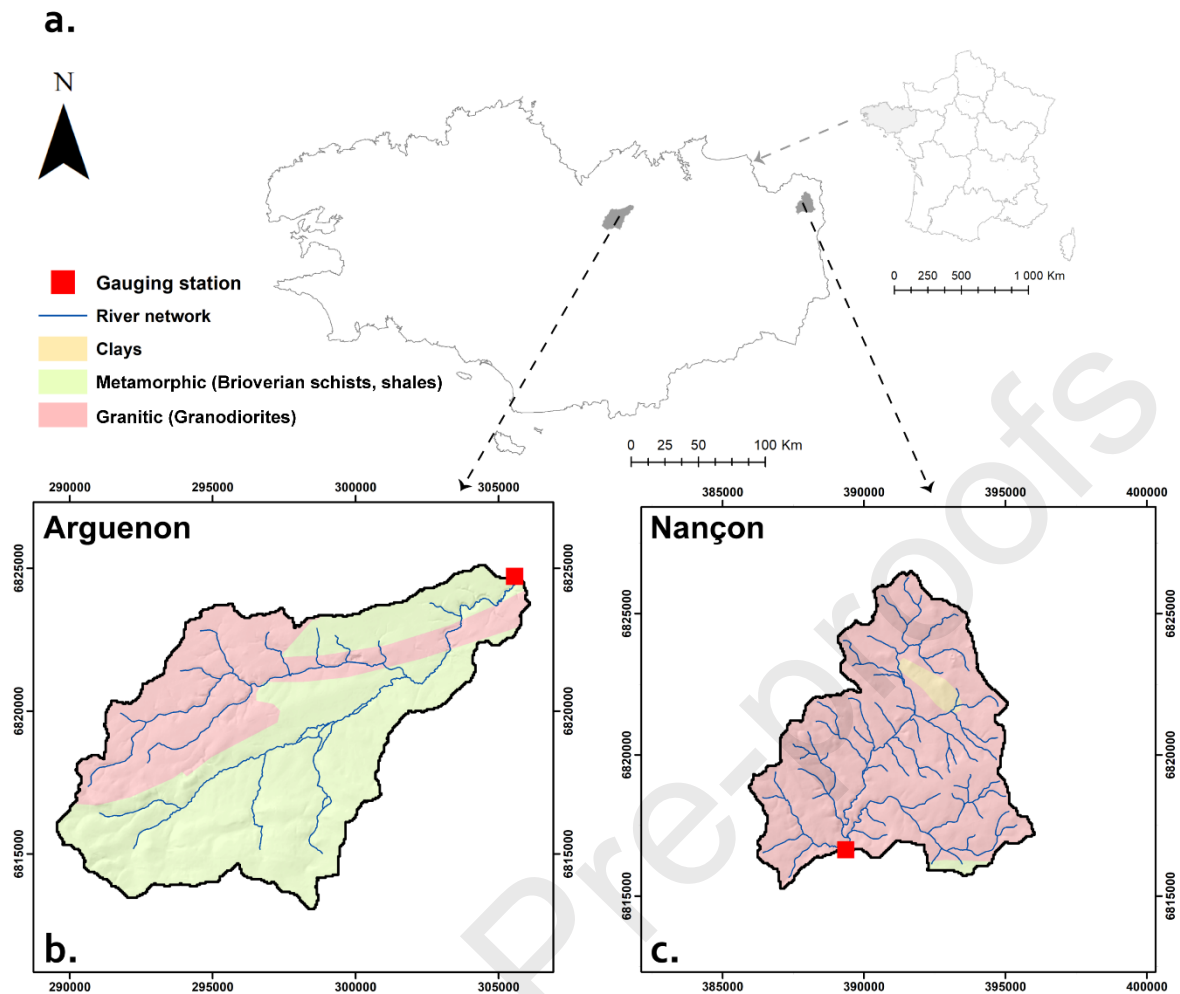 a.
N
Gauging station
River network
Clays
Metamorphic (Brioverian schists, shales)
Granitic (Granodiorites)
0 250 500 1 000 Km
0 25 50 100 Km
290000 295000 300000 305000
385000 390000 395000 400000
Arguenon
6825000
6820000
6815000
6825000
6820000
6815000
b.
290000 295000 300000 305000
Nançon
6825000
6820000
6815000
6825000
6820000
6815000
c.
385000 390000 395000 400000
Pre-proofs